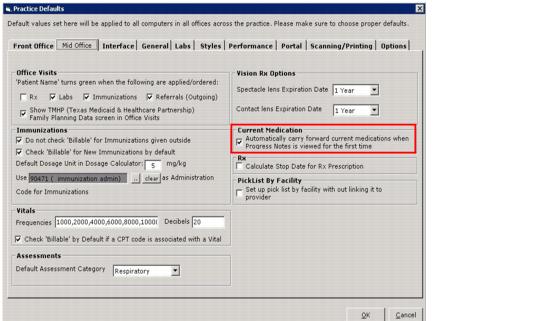 Practice Defaults
Default values set here will be applied to all computers in all offices across the practice. Please make sure to choose proper defaults.
Front Office Mid Office Interface General Labs Styles Performance Portal Scanning/Printing Options
Office Visits
'Patient Name' turns green when the following are applied/ordered:
Rx Labs Immunizations Referrals (Outgoing)
Show TMHP (Texas Medicaid & Healthcare Partnership)
Family Planning Data screen in Office Visits
Immunizations
Do not check 'Billable' for Immunizations given outside
Check 'Billable' for New Immunizations by default
Default Dosage Unit in Dosage Calculator: 5 mg/kg
Use 90471 ( immunization admin) .. clear as Administration
Code for Immunizations
Vitals
Frequencies 1000,2000,4000,6000,8000,1000( Decibels 20
Check 'Billable' by Default if a CPT code is associated with a Vital
Assessments
Default Assessment Category Respiratory
Vision Rx Options
Spectacle lens Expiration Date 1 Year
Contact lens Expiration Date 1 Year
Current Medication
Automatically carry forward current medications when
Progress Notes is viewed for the first time
Rx
Calculate Stop Date for Rx Prescription
PickList By Facility
Set up pick list by facility with out linking it to
provider
OK Cancel